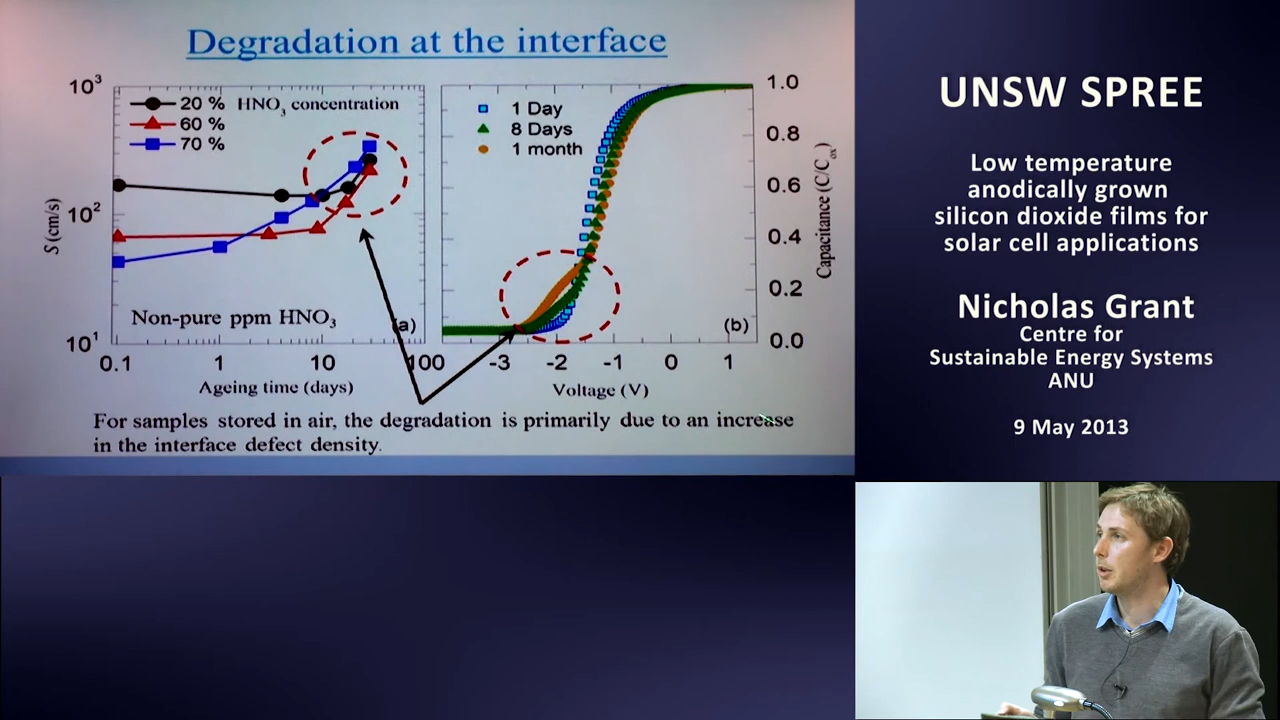 Degradation at the interface
10³
20 % HNO₃ concentration
60 %
70 %
10²
10¹
S (cm/s)
Non-pure ppm HNO₃
(a)
0.1 1 10 100
Ageing time (days)
1 Day
8 Days
1 month
1.0
0.8
0.6
0.4
0.2
0.0
Capacitance (C/Cox)
(b)
-3 -2 -1 0 1
Voltage (V)
For samples stored in air, the degradation is primarily due to an increase
in the interface defect density.
UNSW SPREE
Low temperature
anodically grown
silicon dioxide films for
solar cell applications
Nicholas Grant
Centre for
Sustainable Energy Systems
ANU
9 May 2013